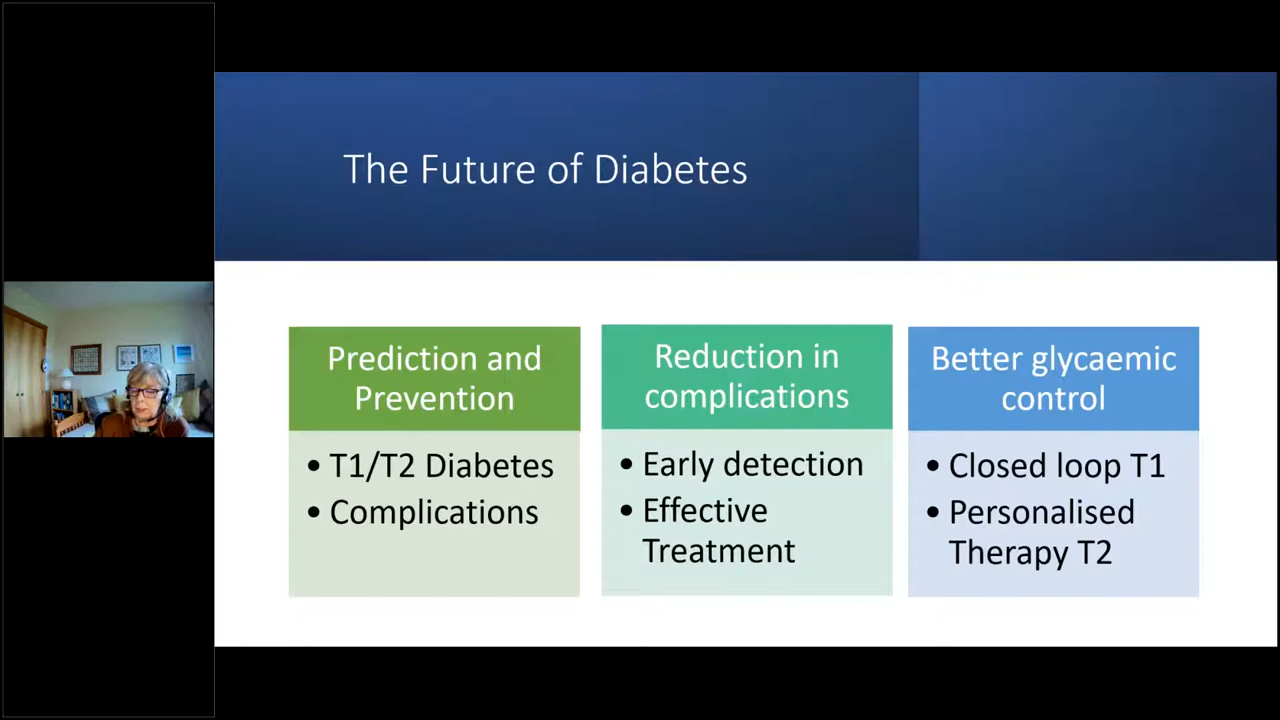 The Future of Diabetes
Prediction and
Prevention
• T1/T2 Diabetes
• Complications
Reduction in
complications
• Early detection
• Effective
Treatment
Better glycaemic
control
• Closed loop T1
• Personalised
Therapy T2